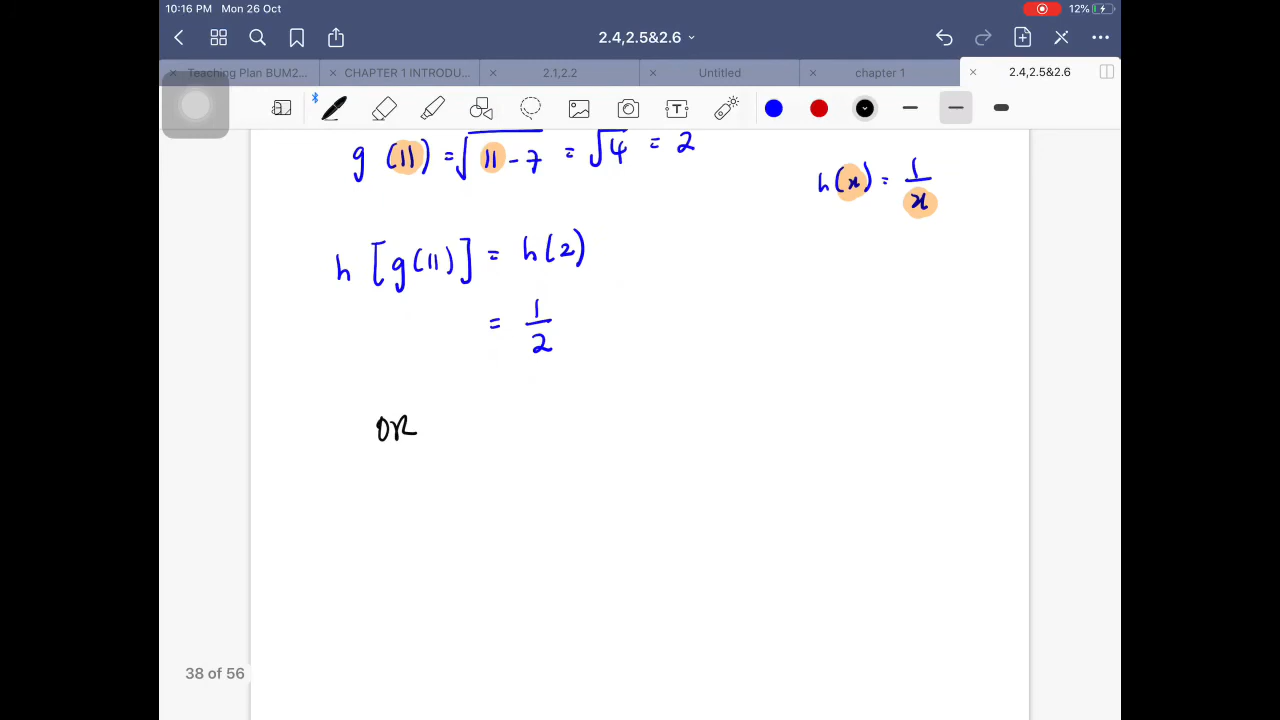 10:16 PM Mon 26 Oct 12%
2.4,2.5&2.6
Teaching Plan BUM2... CHAPTER 1 INTRODU... 2.1,2.2 Untitled chapter 1 2.4,2.5&2.6
g (11) = √11 - 7 = √4 = 2
h(x) = 1/x
h [g(11)] = h(2)
= 1/2
OR
38 of 56